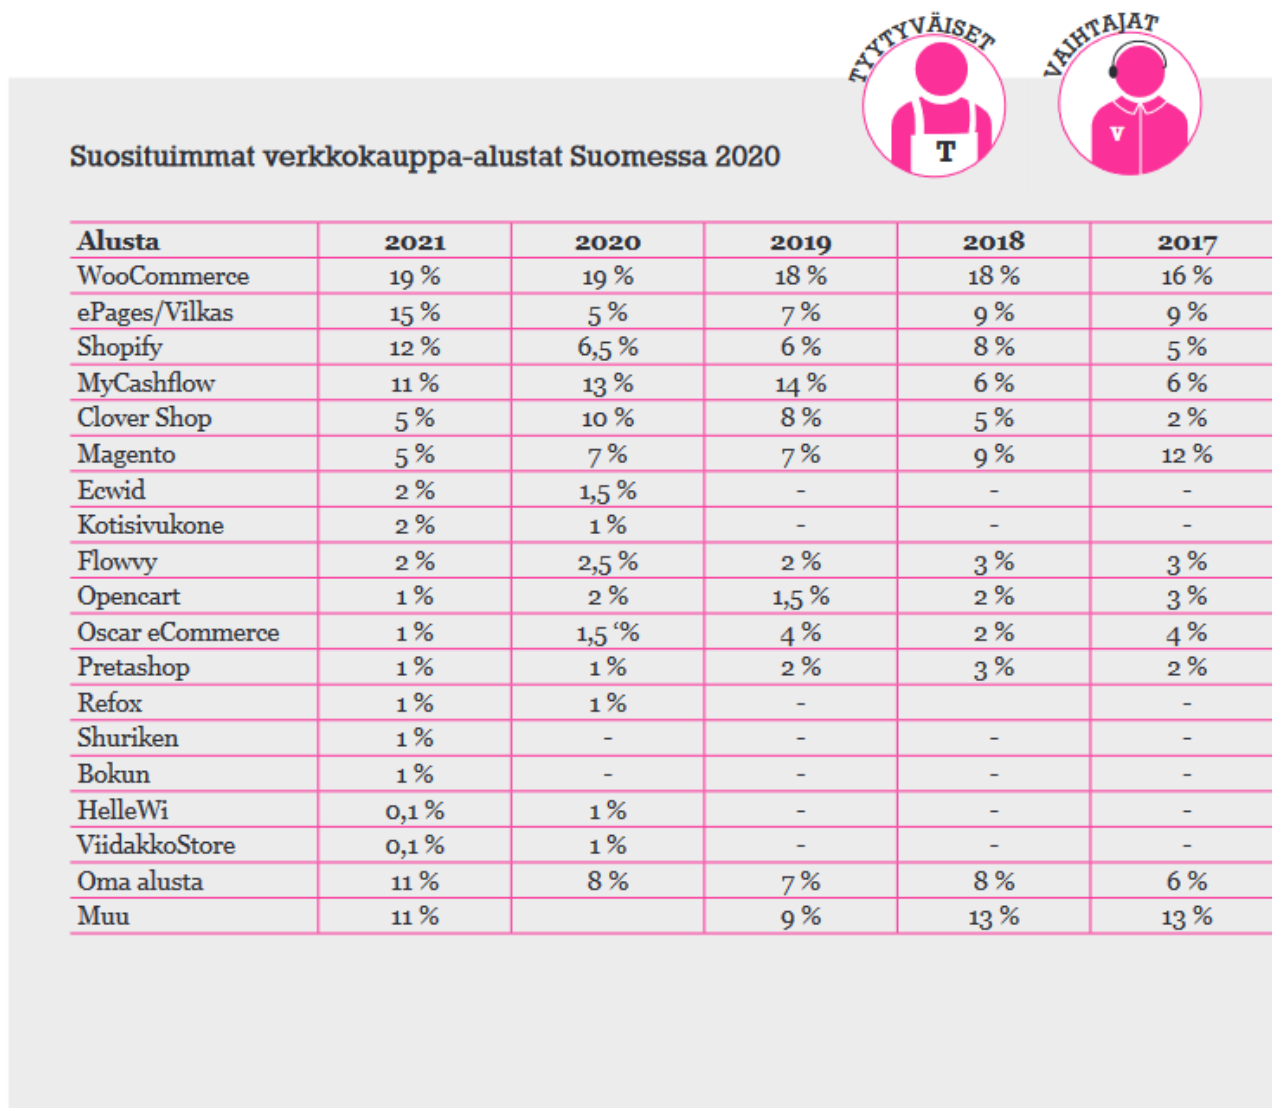 TYYTYVÄISET
VAIHTAJAT
T
V
Suosituimmat verkkokauppa-alustat Suomessa 2020
Alusta 2021 2020 2019 2018 2017
WooCommerce 19 % 19 % 18 % 18 % 16 %
ePages/Vilkas 15 % 5 % 7 % 9 % 9 %
Shopify 12 % 6,5 % 6 % 8 % 5 %
MyCashflow 11 % 13 % 14 % 6 % 6 %
Clover Shop 5 % 10 % 8 % 5 % 2 %
Magento 5 % 7 % 7 % 9 % 12 %
Ecwid 2 % 1,5 % - - -
Kotisivukone 2 % 1 % - - -
Flowvy 2 % 2,5 % 2 % 3 % 3 %
Opencart 1 % 2 % 1,5 % 2 % 3 %
Oscar eCommerce 1 % 1,5 ‘% 4 % 2 % 4 %
Pretashop 1 % 1 % 2 % 3 % 2 %
Refox 1 % 1 % - -
Shuriken 1 % - - - -
Bokun 1 % - - - -
HelleWi 0,1 % 1 % - - -
ViidakkoStore 0,1 % 1 % - - -
Oma alusta 11 % 8 % 7 % 8 % 6 %
Muu 11 % 9 % 13 % 13 %